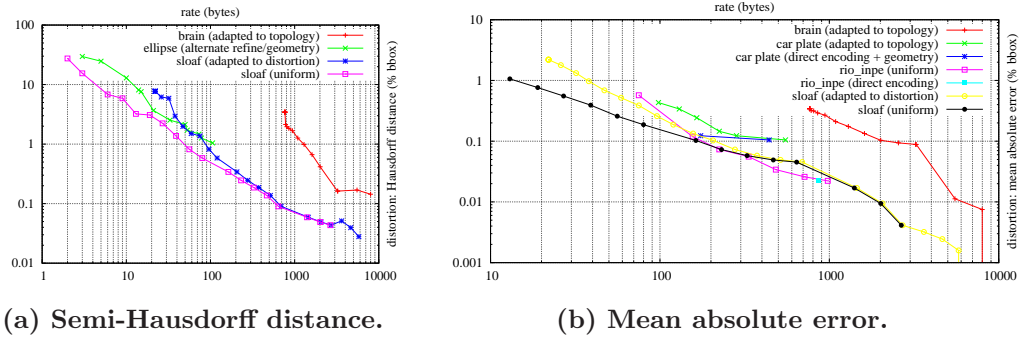 rate (bytes)
100
10
1
0.1
0.01
1
10
100
1000
10000
brain (adapted to topology)
ellipse (alternate refine/geometry)
sloaf (adapted to distortion)
sloaf (uniform)
distortion: Hausdorff distance (% bbox)
(a) Semi-Hausdorff distance.
rate (bytes)
10
1
0.1
0.01
0.001
10
100
1000
10000
brain (adapted to topology)
car plate (adapted to topology)
car plate (direct encoding + geometry)
rio_inpe (uniform)
rio_inpe (direct encoding)
sloaf (adapted to distortion)
sloaf (uniform)
distortion: mean absolute error (% bbox)
(b) Mean absolute error.